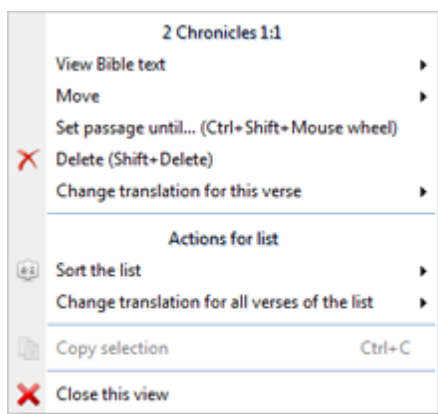 2 Chronicles 1:1
View Bible text
Move
Set passage until... (Ctrl+Shift+Mouse wheel)
Delete (Shift+Delete)
Change translation for this verse
Actions for list
Sort the list
Change translation for all verses of the list
Copy selection Ctrl+C
Close this view